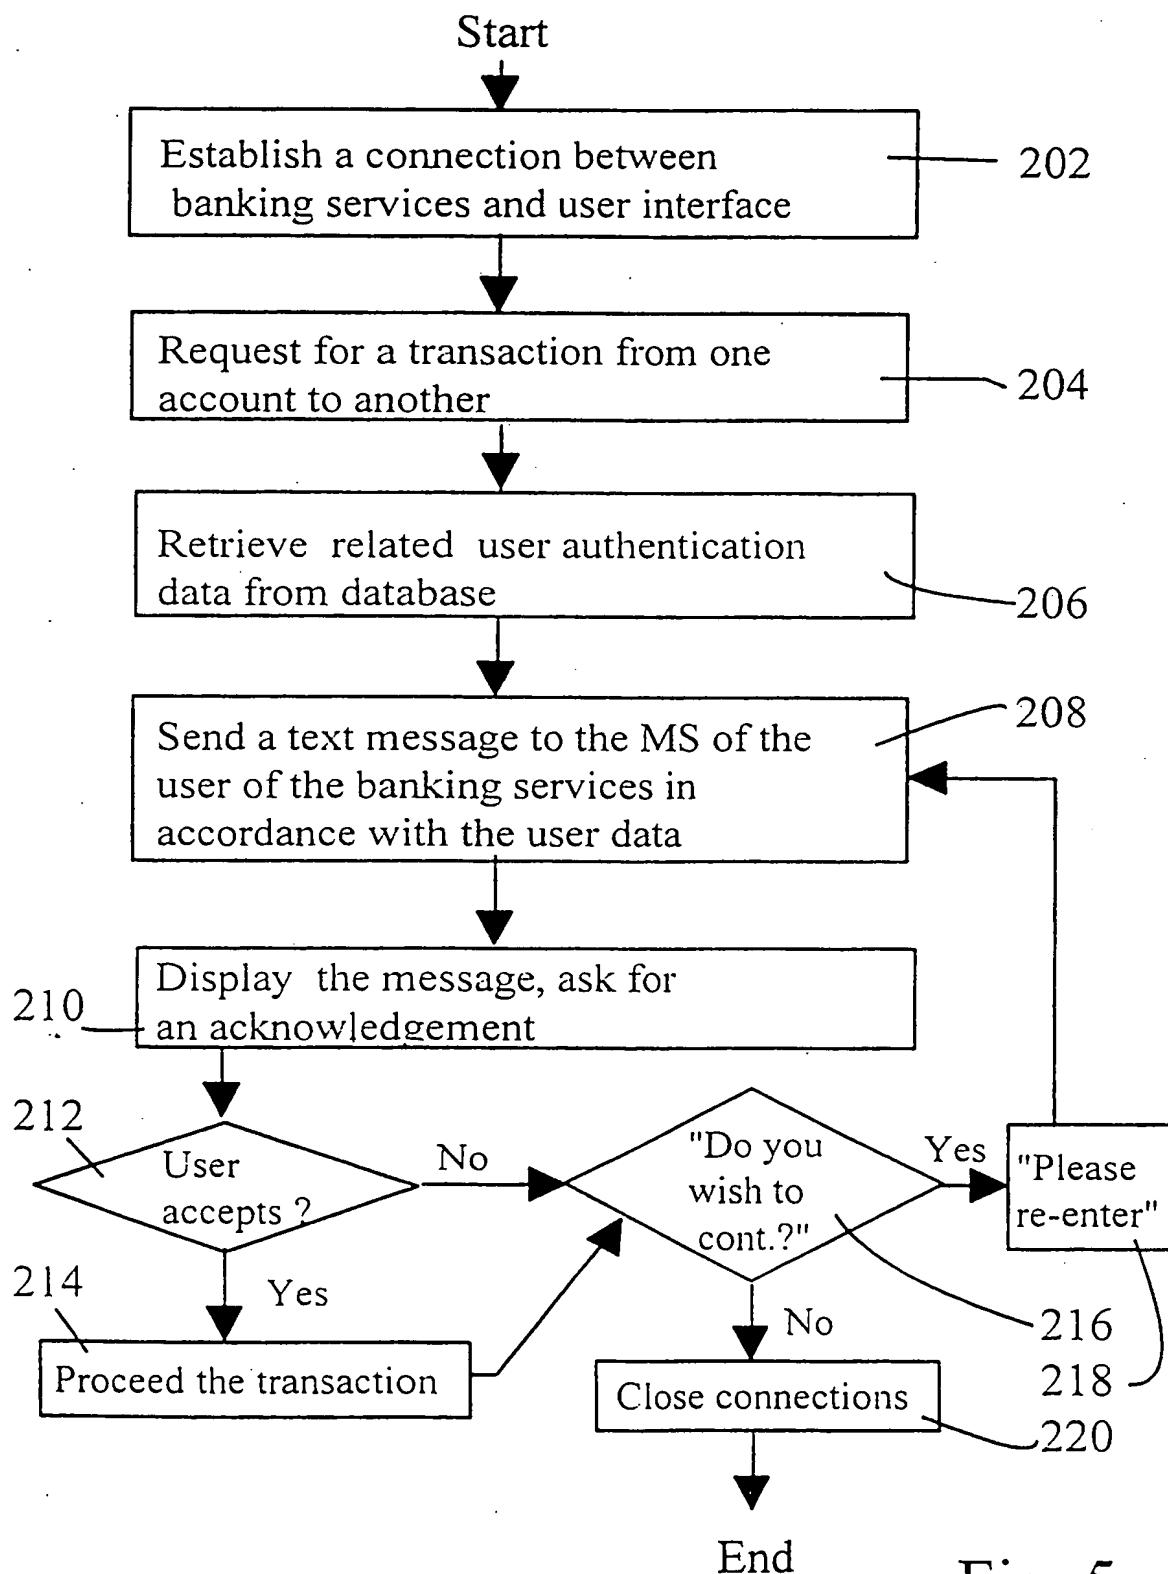 Start
Establish a connection between
banking services and user interface
202
Request for a transaction from one
account to another
204
Retrieve related user authentication
data from database
206
208
Send a text message to the MS of the
user of the banking services in
accordance with the user data
Display the message, ask for
an acknowledgement
210
212
User
accepts ?
No
"Do you
wish to
cont.?"
Yes
"Please
re-enter"
214
Yes
Proceed the transaction
No
216
218
Close connections
220
End